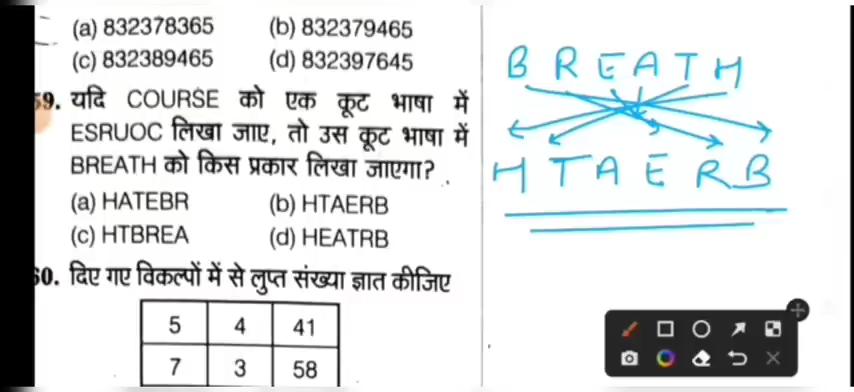 (a) 832378365 (b) 832379465
(c) 832389465 (d) 832397645
59. यदि COURSE को एक कूट भाषा में
ESRUOC लिखा जाए, तो उस कूट भाषा में
BREATH को किस प्रकार लिखा जाएगा?
(a) HATEBR (b) HTAERB
(c) HTBREA (d) HEATRB
60. दिए गए विकल्पों में से लुप्त संख्या ज्ञात कीजिए
5 4 41
7 3 58
BREATH
HTAERB